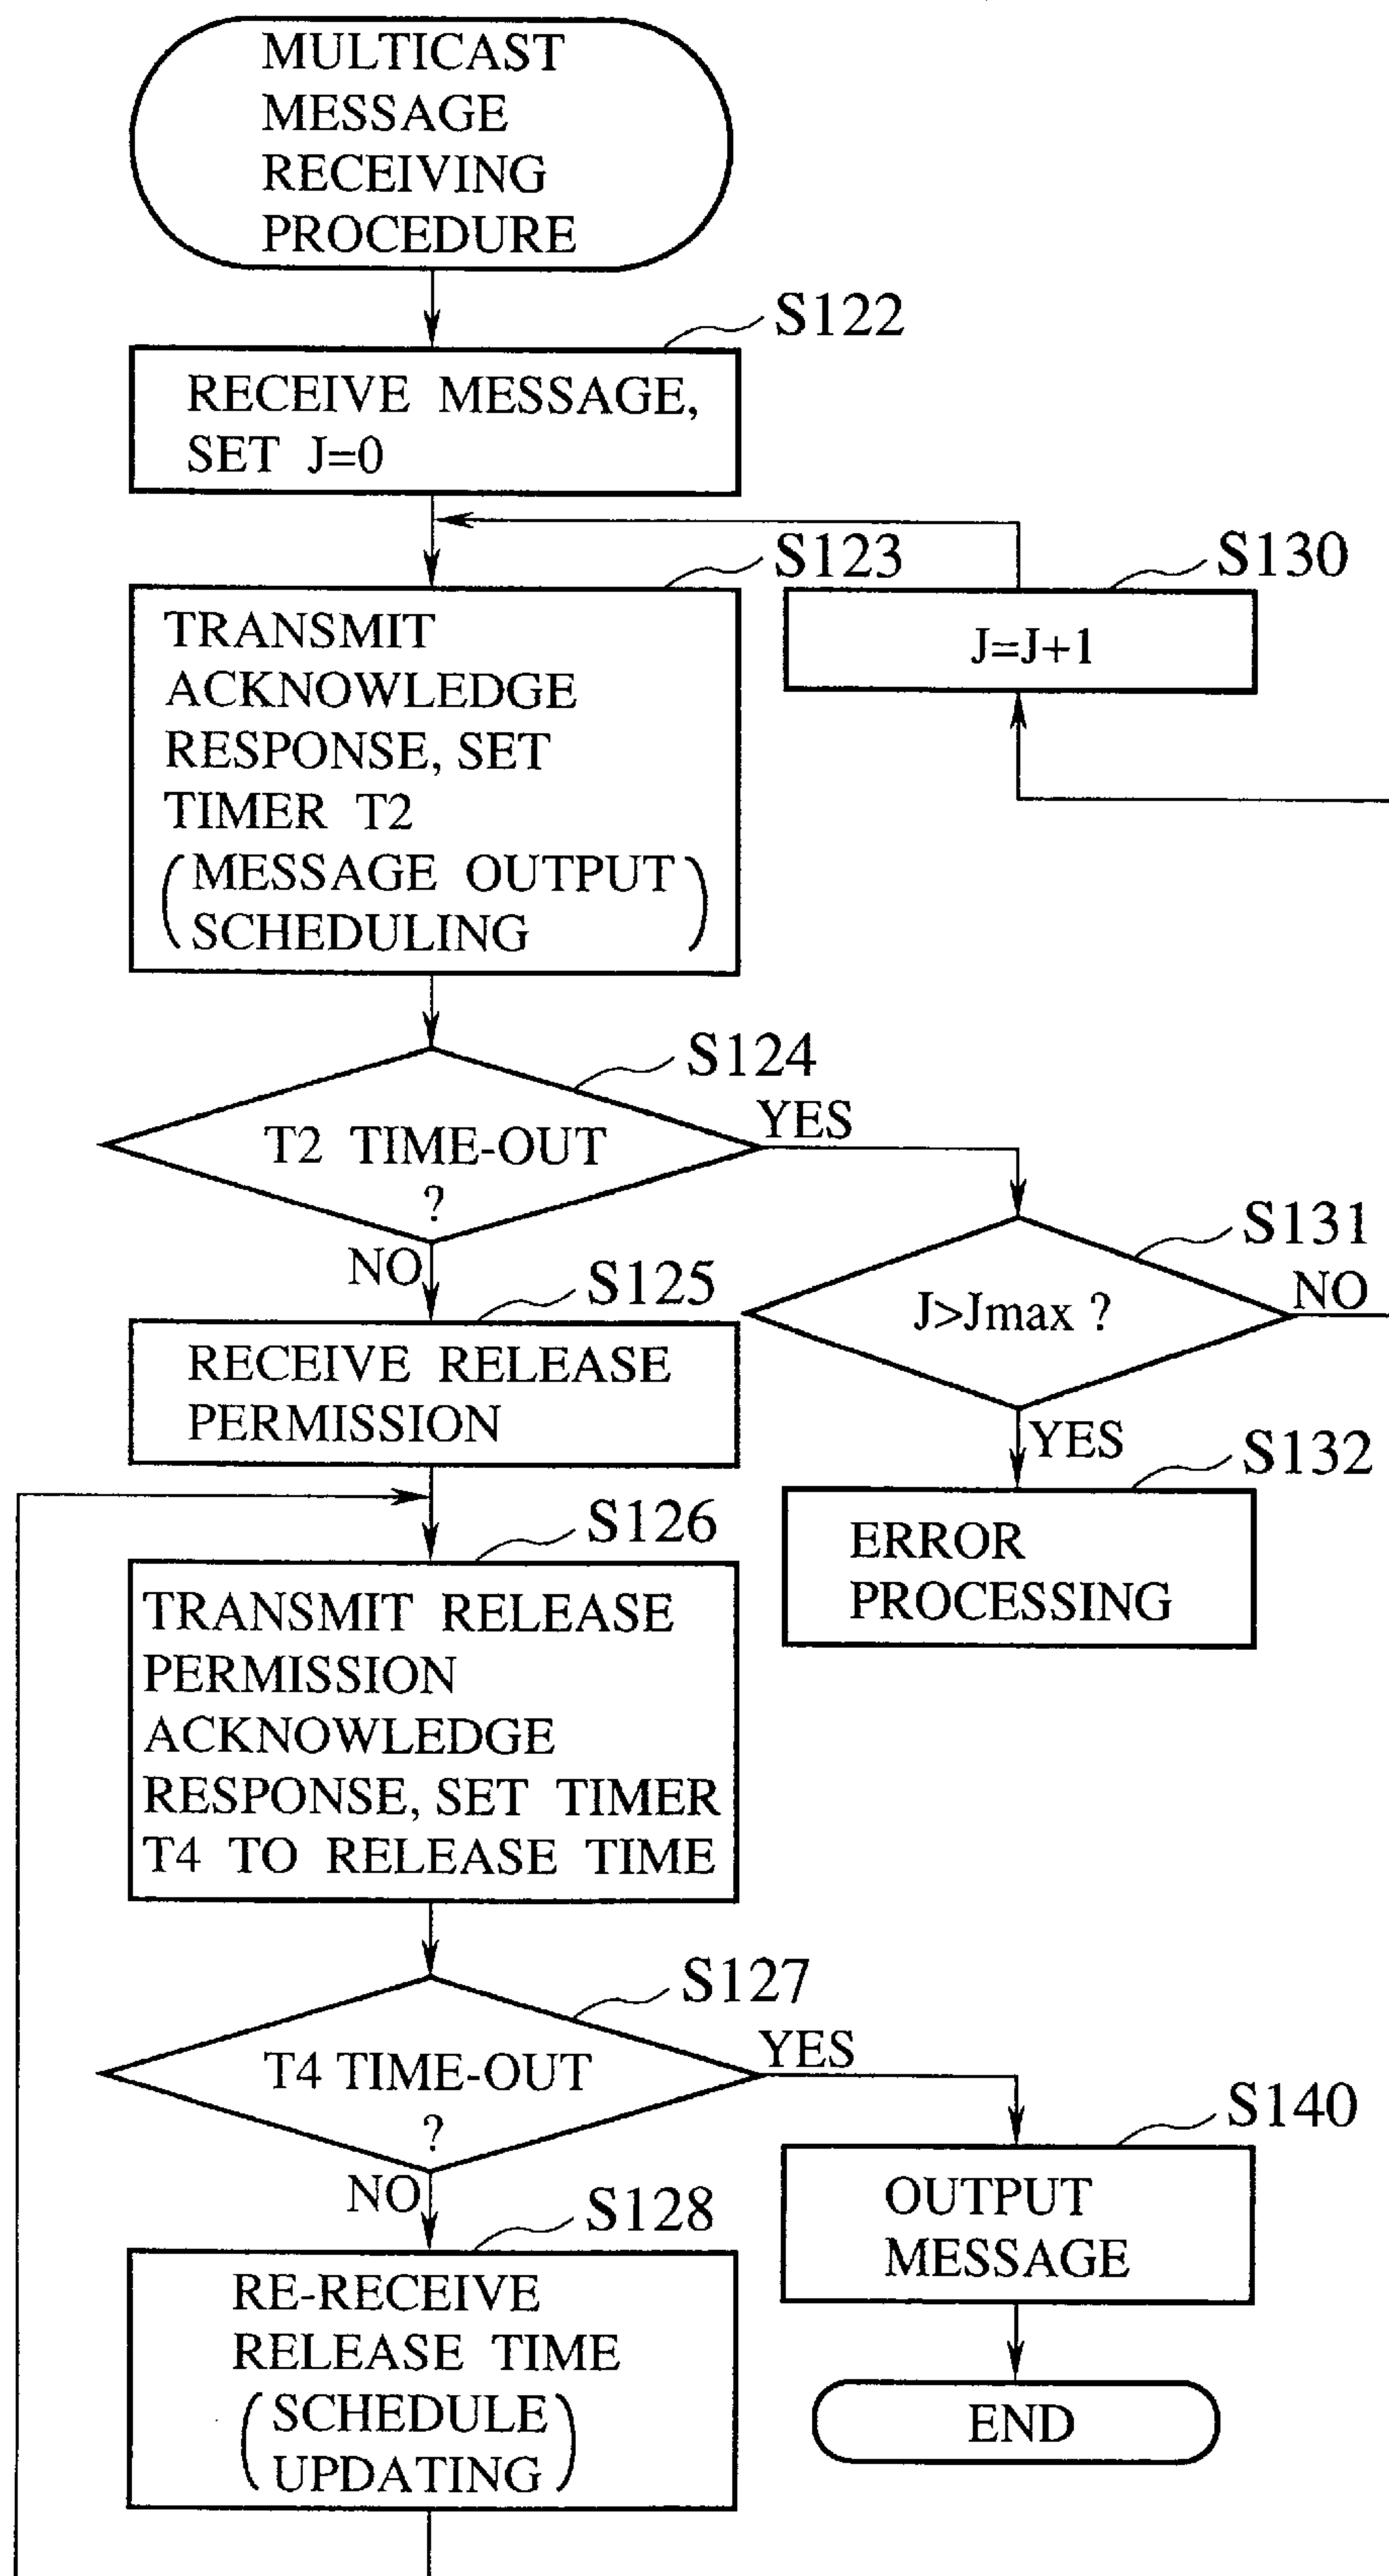 MULTICAST
MESSAGE
RECEIVING
PROCEDURE
S122
RECEIVE MESSAGE,
SET J=0
S123
TRANSMIT
ACKNOWLEDGE
RESPONSE, SET
TIMER T2
(MESSAGE OUTPUT
SCHEDULING)
S130
J=J+1
S124
T2 TIME-OUT
?
YES
NO
S131
J>Jmax ?
NO
YES
S125
RECEIVE RELEASE
PERMISSION
S132
ERROR
PROCESSING
S126
TRANSMIT RELEASE
PERMISSION
ACKNOWLEDGE
RESPONSE, SET TIMER
T4 TO RELEASE TIME
S127
T4 TIME-OUT
?
YES
NO
S140
OUTPUT
MESSAGE
S128
RE-RECEIVE
RELEASE TIME
(SCHEDULE
UPDATING)
END